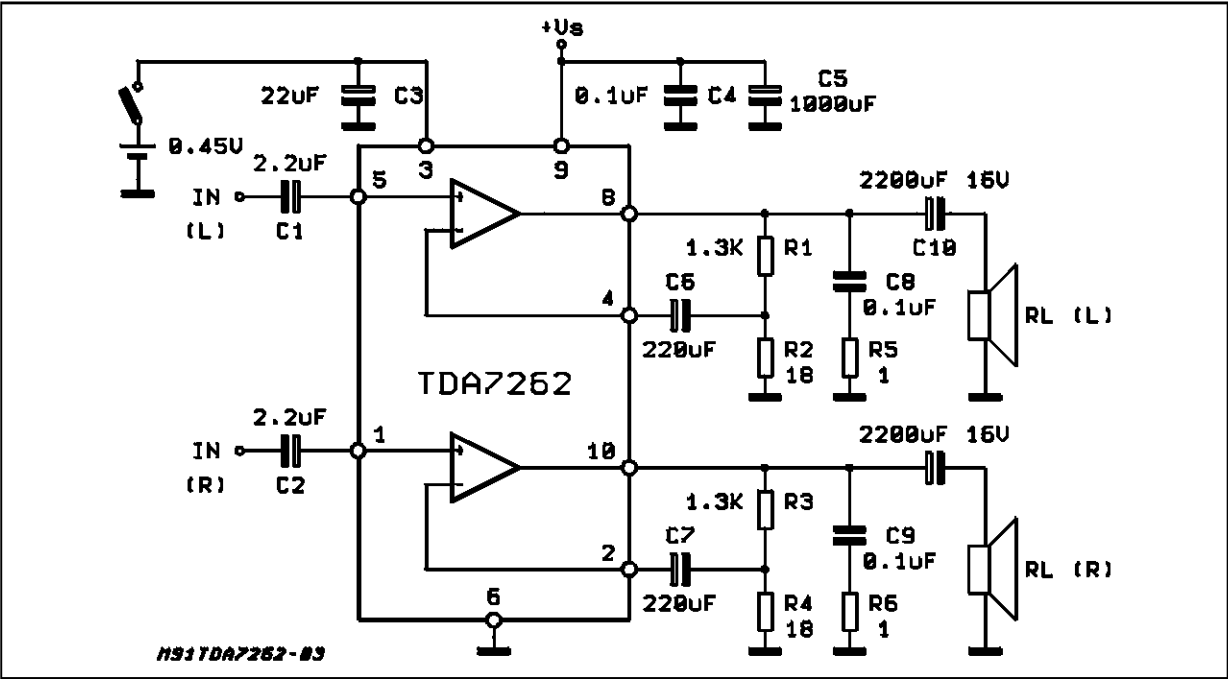 +Vs
22uF C3
0.1uF C4
C5
1000uF
0.45V
2.2uF
3
9
5
IN
(L)
C1
8
2200uF 16V
C10
1.3K R1
C6
C8
0.1uF
4
220uF
RL (L)
R2
18
R5
1
TDA7262
2.2uF
IN
(R)
C2
1
10
2200uF 16V
1.3K R3
C7
C9
0.1uF
2
220uF
RL (R)
6
R4
18
R6
1
M91TDA7262-03